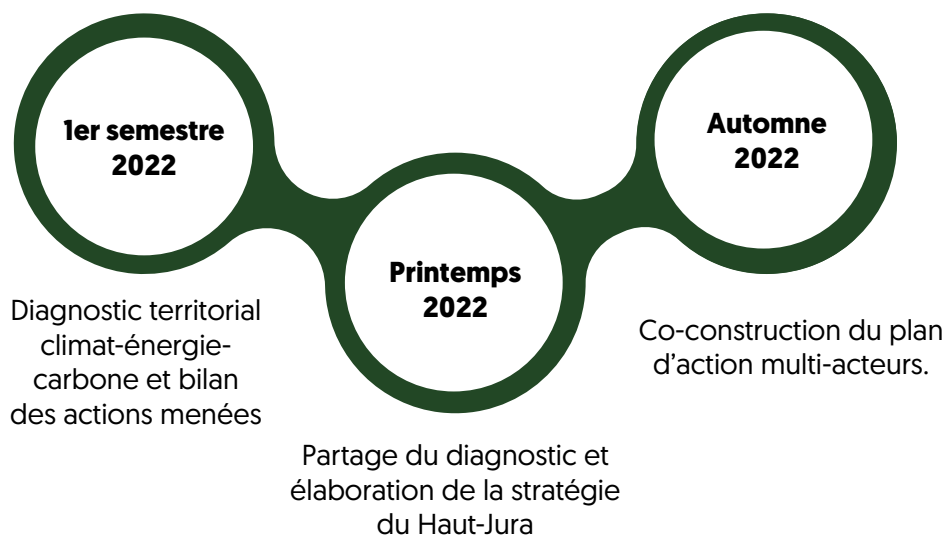 1er semestre
2022
Diagnostic territorial
climat-énergie-
carbone et bilan
des actions menées
Printemps
2022
Partage du diagnostic et
élaboration de la stratégie
du Haut-Jura
Automne
2022
Co-construction du plan
d’action multi-acteurs.